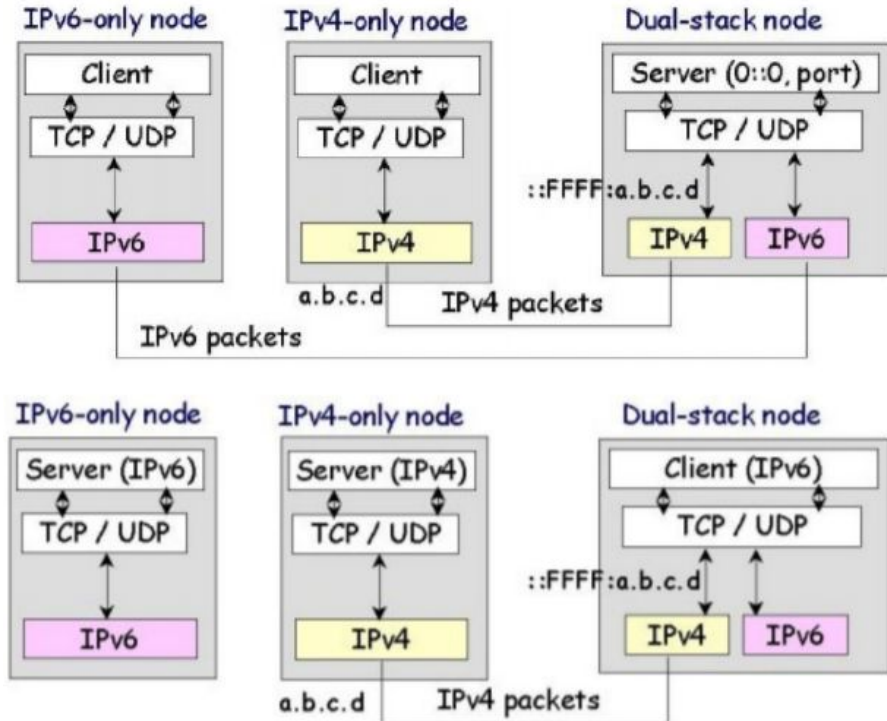 IPv6-only node
IPv4-only node
Dual-stack node
Client
Client
Server (0::0, port)
TCP / UDP
TCP / UDP
TCP / UDP
::FFFF:a.b.c.d
IPv6
IPv4
IPv4
IPv6
a.b.c.d
IPv4 packets
IPv6 packets
IPv6-only node
IPv4-only node
Dual-stack node
Server (IPv6)
Server (IPv4)
Client (IPv6)
TCP / UDP
TCP / UDP
TCP / UDP
::FFFF:a.b.c.d
IPv6
IPv4
IPv4
IPv6
a.b.c.d
IPv4 packets